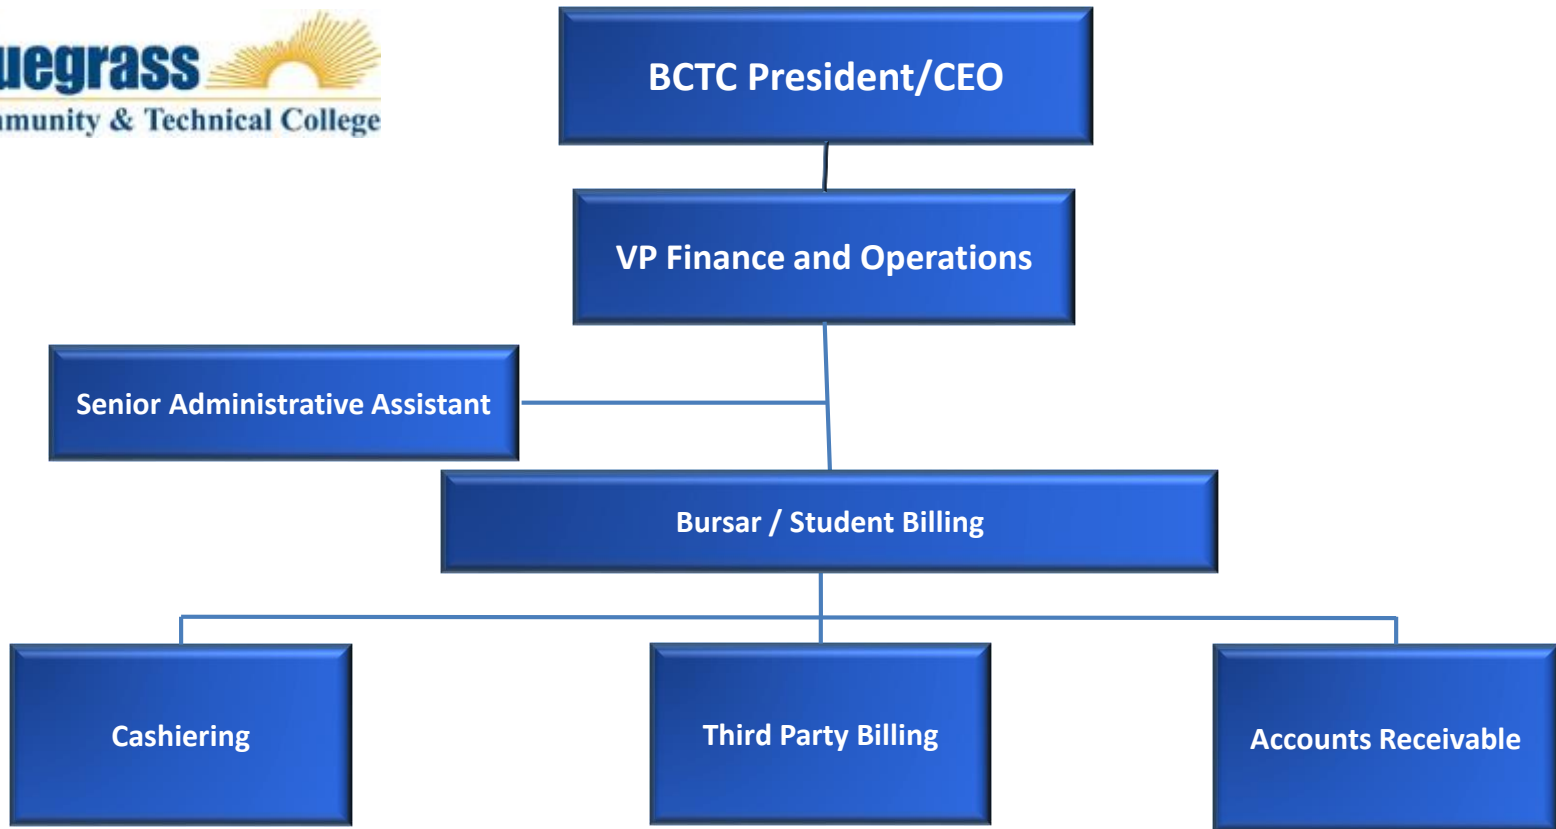 uegrass
mmunity & Technical College
BCTC President/CEO
VP Finance and Operations
Senior Administrative Assistant
Bursar / Student Billing
Cashiering
Third Party Billing
Accounts Receivable